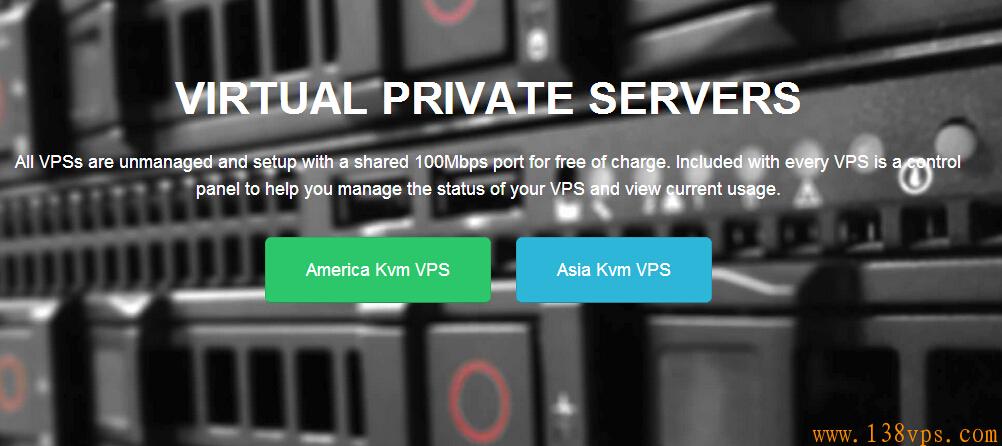 VIRTUAL PRIVATE SERVERS
All VPSs are unmanaged and setup with a shared 100Mbps port for free of charge. Included with every VPS is a control
panel to help you manage the status of your VPS and view current usage.
America Kvm VPS
Asia Kvm VPS
www.138vps.com